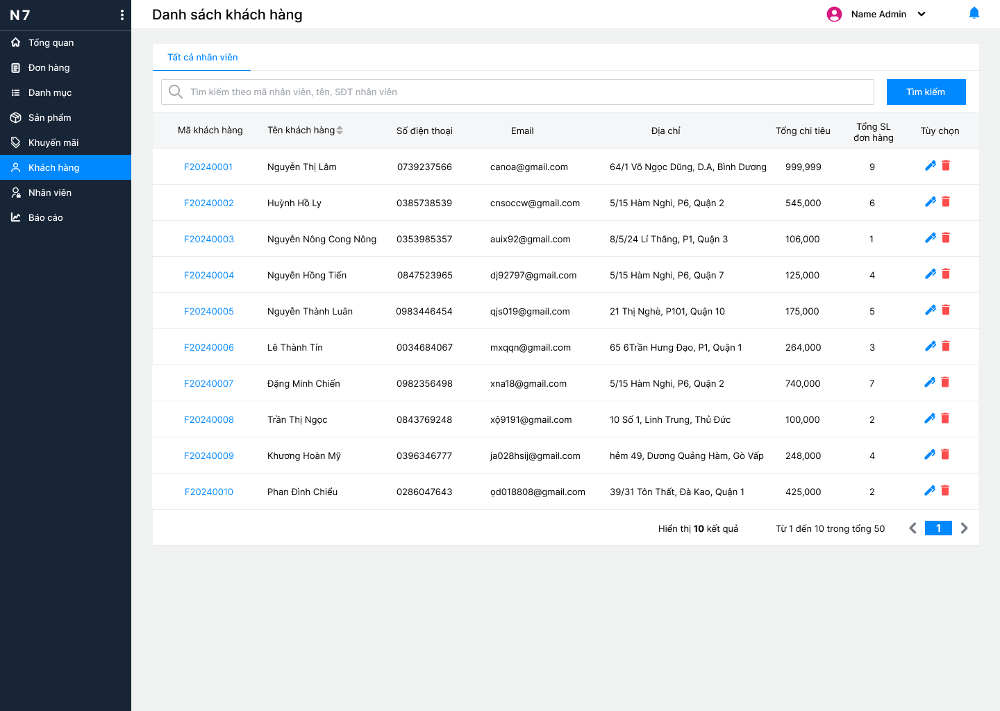 N7
Danh sách khách hàng
Name Admin
Tổng quan
Đơn hàng
Danh mục
Sản phẩm
Khuyến mãi
Khách hàng
Nhân viên
Báo cáo
Tất cả nhân viên
Tìm kiếm theo mã nhân viên, tên, SĐT nhân viên
Tìm kiếm
Mã khách hàng Tên khách hàng Số điện thoại Email Địa chỉ Tổng chi tiêu Tổng SL đơn hàng Tùy chọn
F20240001 Nguyễn Thị Lâm 0739237566 canoa@gmail.com 64/1 Võ Ngọc Dũng, D.A, Bình Dương 999,999 9
F20240002 Huỳnh Hồ Ly 0385738539 cnsoccw@gmail.com 5/15 Hàm Nghi, P6, Quận 2 545,000 6
F20240003 Nguyễn Nông Cong Nông 0353985357 auix92@gmail.com 8/5/24 Lí Thắng, P1, Quận 3 106,000 1
F20240004 Nguyễn Hồng Tiến 0847523965 dj92797@gmail.com 5/15 Hàm Nghi, P6, Quận 7 125,000 4
F20240005 Nguyễn Thành Luân 0983446454 qjs019@gmail.com 21 Thị Nghè, P101, Quận 10 175,000 5
F20240006 Lê Thành Tín 0034684067 mxqqn@gmail.com 65 6Trần Hưng Đạo, P1, Quận 1 264,000 3
F20240007 Đặng Minh Chiến 0982356498 xna18@gmail.com 5/15 Hàm Nghi, P6, Quận 2 740,000 7
F20240008 Trần Thị Ngọc 0843769248 xộ9191@gmail.com 10 Số 1, Linh Trung, Thủ Đức 100,000 2
F20240009 Khương Hoàn Mỹ 0396346777 ja028hsij@gmail.com hẻm 49, Dương Quảng Hàm, Gò Vấp 248,000 4
F20240010 Phan Đình Chiểu 0286047643 ọd018808@gmail.com 39/31 Tôn Thất, Đà Kao, Quận 1 425,000 2
Hiển thị 10 kết quả Từ 1 đến 10 trong tổng 50 1